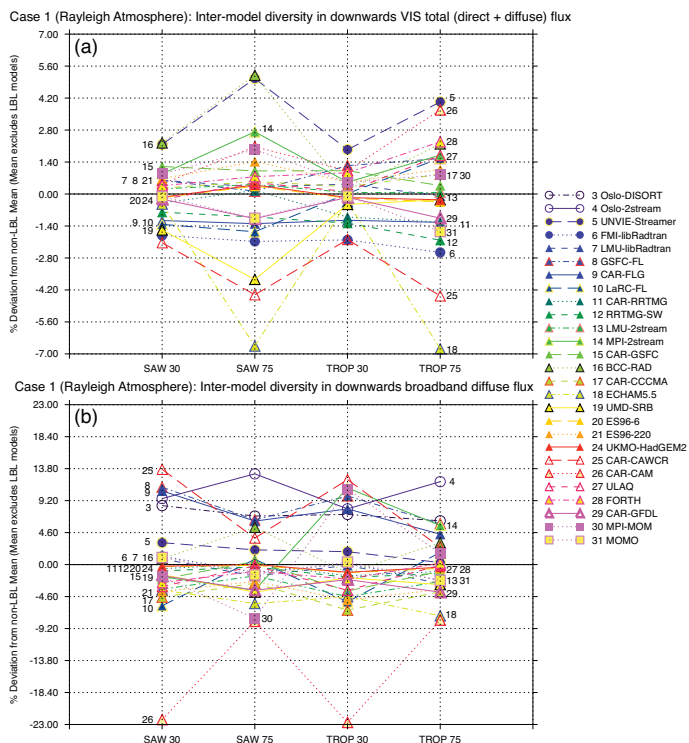 Case 1 (Rayleigh Atmosphere): Inter-model diversity in downwards VIS total (direct + diffuse) flux
(a)
% Deviation from non-LBL Mean (Mean excludes LBL models)
7.00
5.60
4.20
2.80
1.40
0.00
-1.40
-2.80
-4.20
-5.60
-7.00
16
15
7 8 21
2024
9 10
19
14
5
26
28
27
17 30
13
29
11
31
12
6
25
18
SAW 30 SAW 75 TROP 30 TROP 75
Case 1 (Rayleigh Atmosphere): Inter-model diversity in downwards broadband diffuse flux
(b)
% Deviation from non-LBL Mean (Mean excludes LBL models)
23.00
18.40
13.80
9.20
4.60
0.00
-4.60
-9.20
-13.80
-18.40
-23.00
25
8
9
3
5
6 7 16
11122024
15 19
21
17
10
26
30
4
14
27 28
13 31
29
18
SAW 30 SAW 75 TROP 30 TROP 75
3 Oslo-DISORT
4 Oslo-2stream
5 UNVIE-Streamer
6 FMI-libRadtran
7 LMU-libRadtran
8 GSFC-FL
9 CAR-FLG
10 LaRC-FL
11 CAR-RRTMG
12 RRTMG-SW
13 LMU-2stream
14 MPI-2stream
15 CAR-GSFC
16 BCC-RAD
17 CAR-CCCMA
18 ECHAM5.5
19 UMD-SRB
20 ES96-6
21 ES96-220
24 UKMO-HadGEM2
25 CAR-CAWCR
26 CAR-CAM
27 ULAQ
28 FORTH
29 CAR-GFDL
30 MPI-MOM
31 MOMO